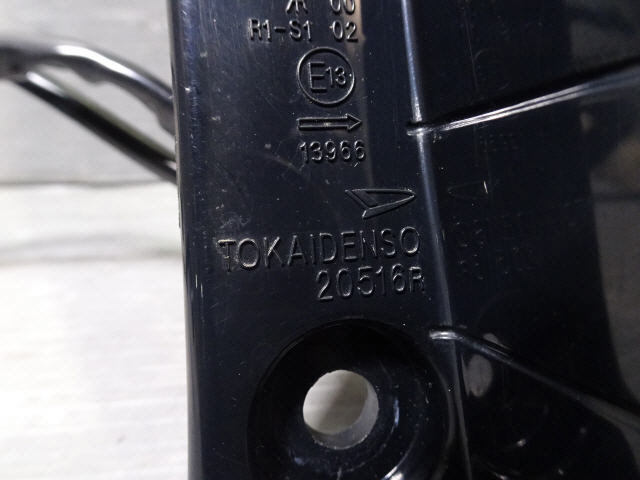 R1-S1 02
E13
13966
TOKAIDENSO
20516R